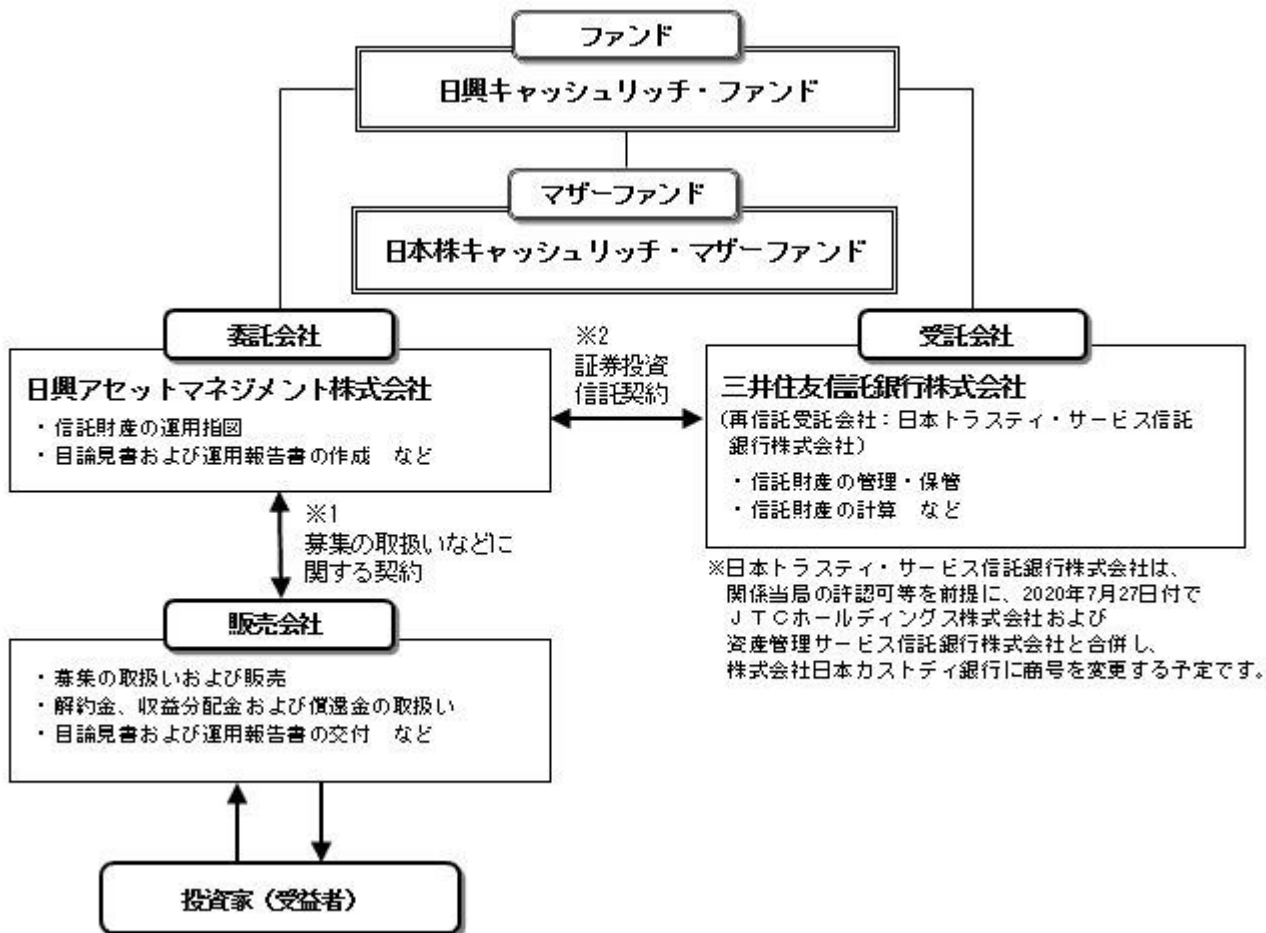 ファンド
日興キャッシュリッチ・ファンド
マザーファンド
日本株キャッシュリッチ・マザーファンド
委託会社
日興アセットマネジメント株式会社
・信託財産の運用指図
・目論見書および運用報告書の作成　など
※2
証券投資
信託契約
受託会社
三井住友信託銀行株式会社
（再信託受託会社：日本トラスティ・サービス信託
銀行株式会社）
・信託財産の管理・保管
・信託財産の計算　など
※日本トラスティ・サービス信託銀行株式会社は、
関係当局の許認可等を前提に、2020年7月27日付で
ＪＴＣホールディングス株式会社および
資産管理サービス信託銀行株式会社と合併し、
株式会社日本カストディ銀行に商号を変更する予定です。
※1
募集の取扱いなどに
関する契約
販売会社
・募集の取扱いおよび販売
・解約金、収益分配金および償還金の取扱い
・目論見書および運用報告書の交付　など
投資家（受益者）